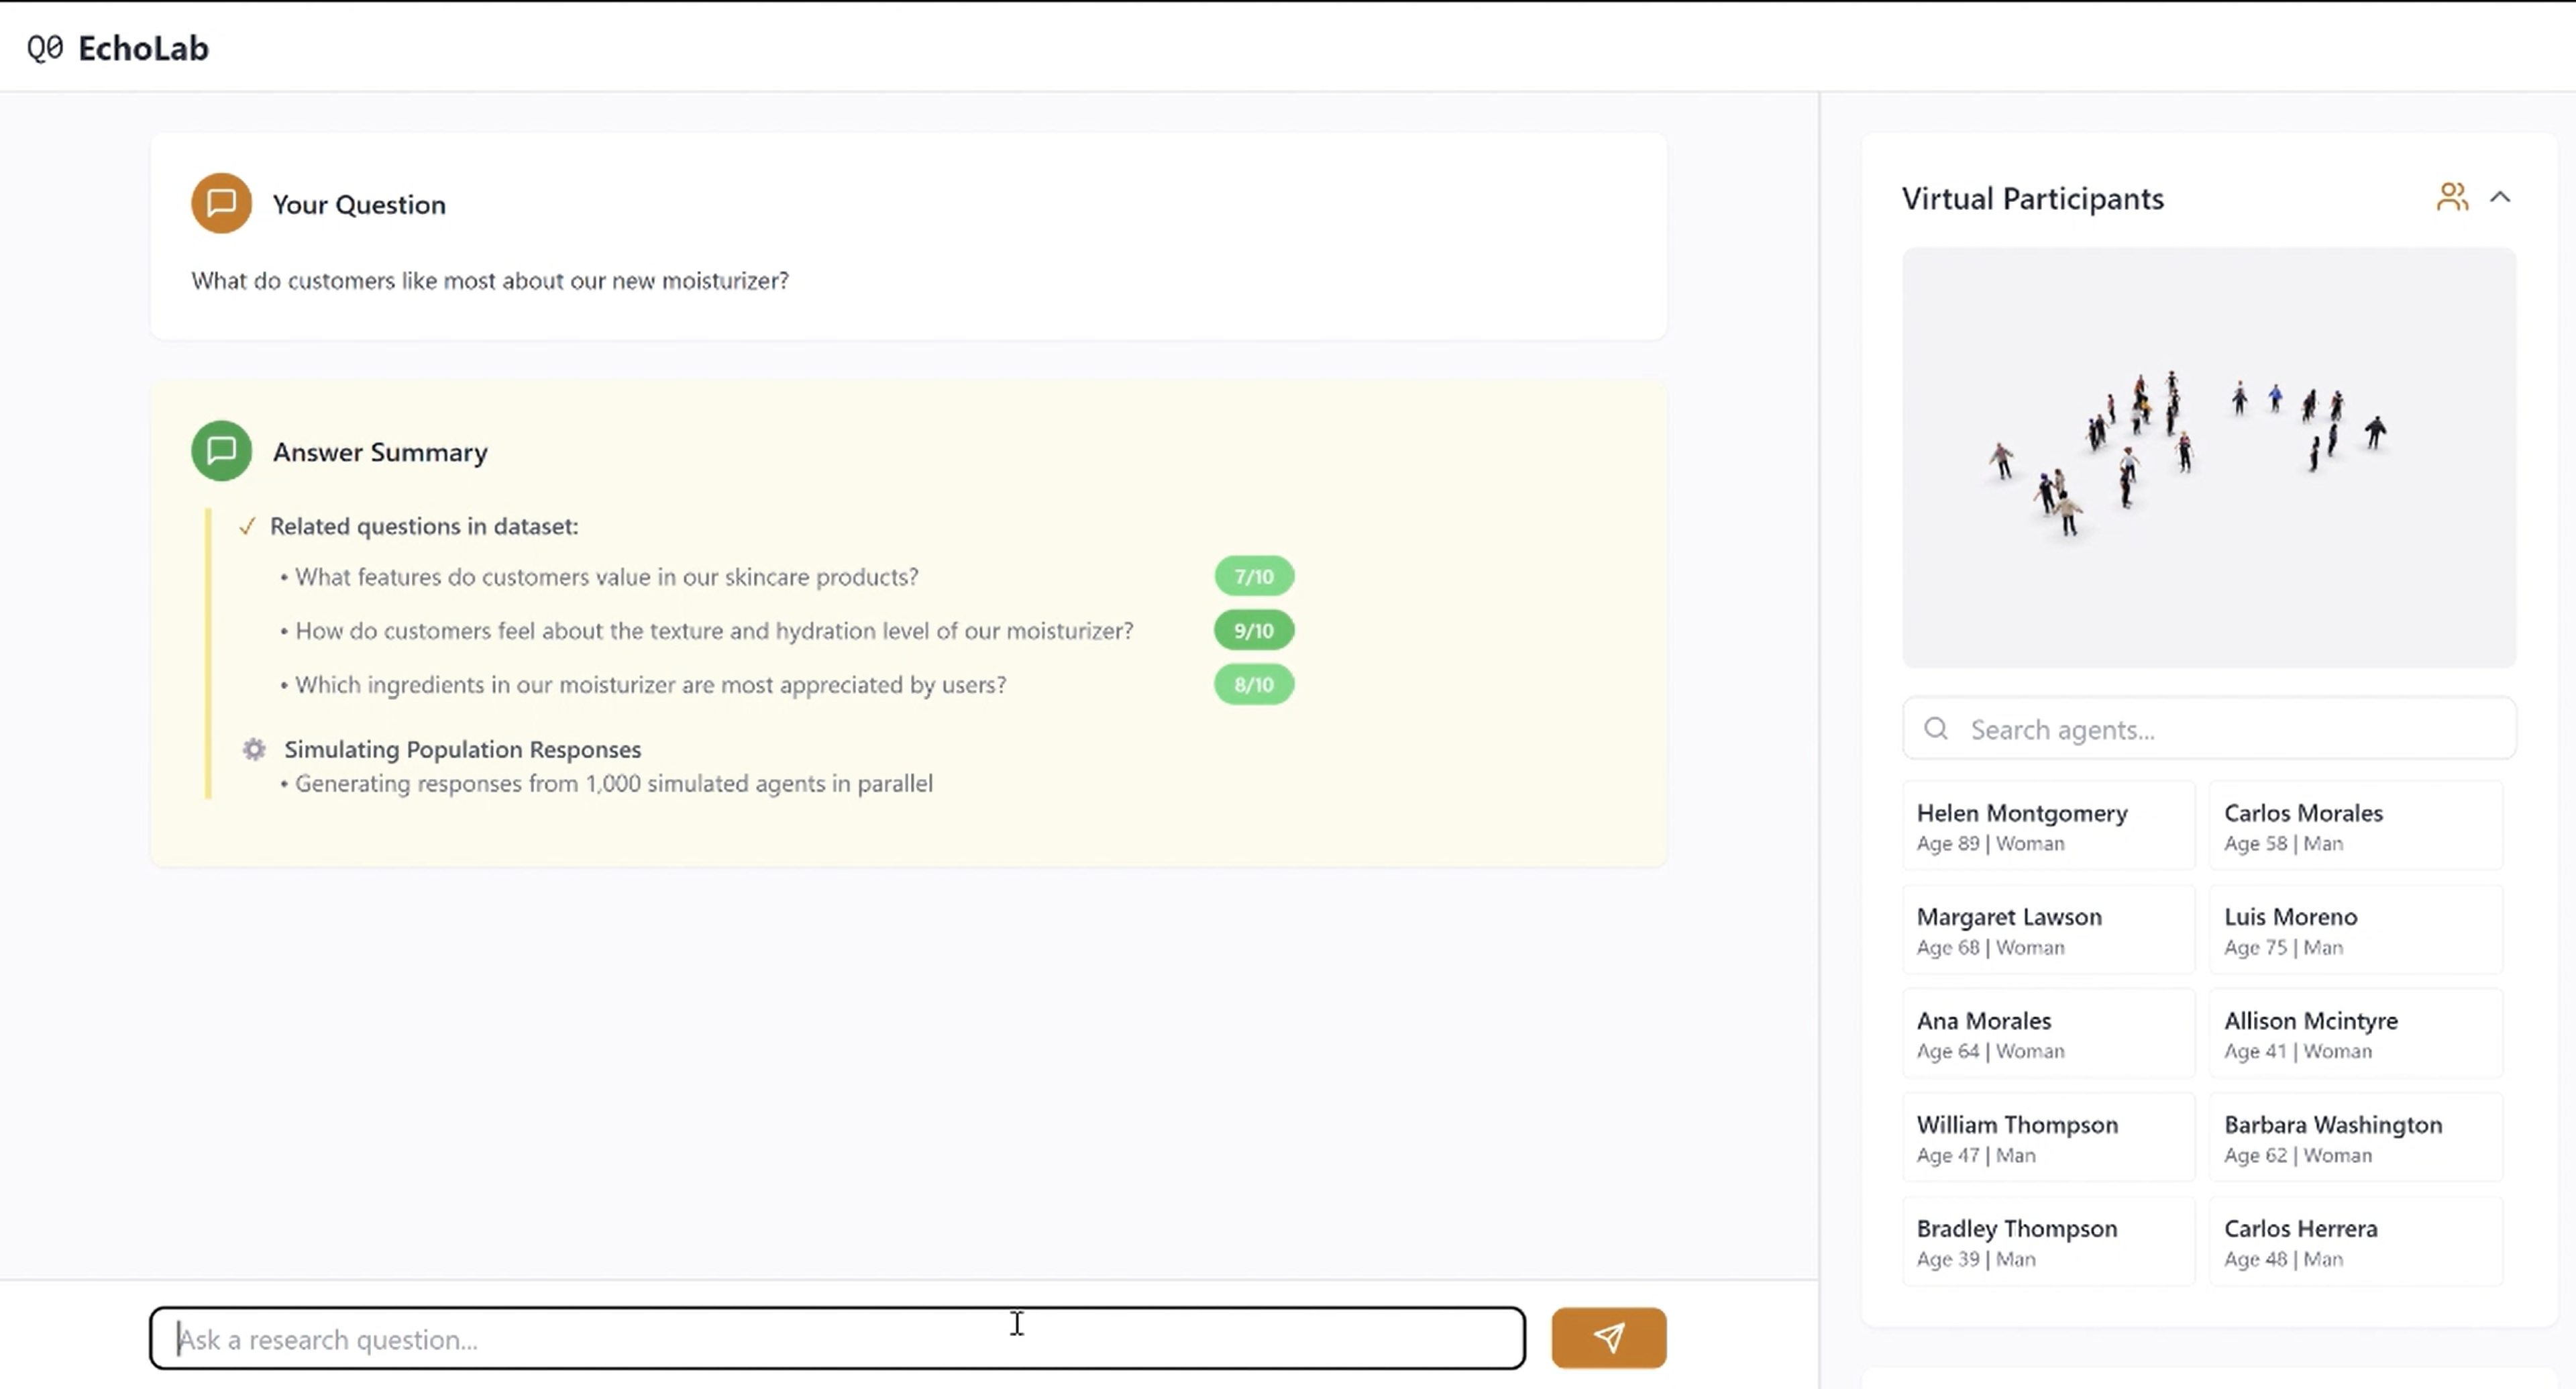 Q0 EchoLab
Your Question
What do customers like most about our new moisturizer?
Answer Summary
✓ Related questions in dataset:
• What features do customers value in our skincare products? 7/10
• How do customers feel about the texture and hydration level of our moisturizer? 9/10
• Which ingredients in our moisturizer are most appreciated by users? 8/10
Simulating Population Responses
• Generating responses from 1,000 simulated agents in parallel
Ask a research question...
Virtual Participants
Search agents...
Helen Montgomery
Age 89 | Woman
Carlos Morales
Age 58 | Man
Margaret Lawson
Age 68 | Woman
Luis Moreno
Age 75 | Man
Ana Morales
Age 64 | Woman
Allison Mcintyre
Age 41 | Woman
William Thompson
Age 47 | Man
Barbara Washington
Age 62 | Woman
Bradley Thompson
Age 39 | Man
Carlos Herrera
Age 48 | Man